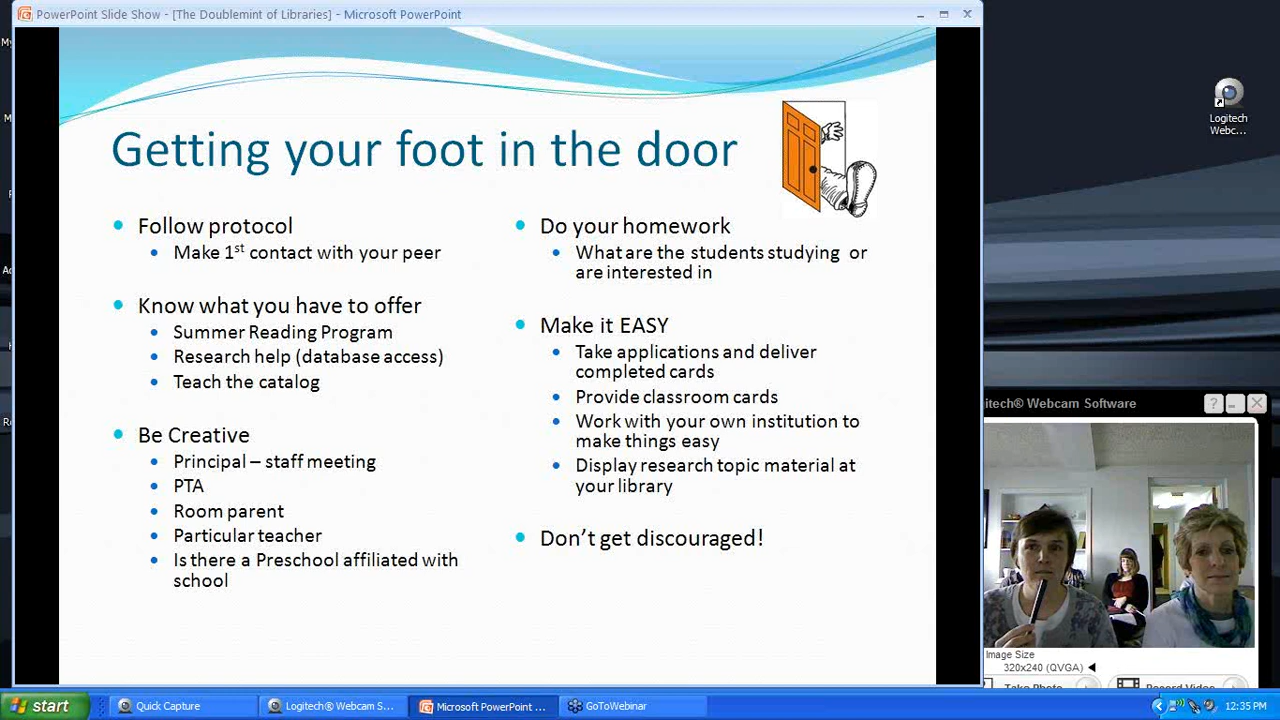 PowerPoint Slide Show - [The Doublemint of Libraries] - Microsoft PowerPoint
Getting your foot in the door
Follow protocol
Make 1st contact with your peer
Know what you have to offer
Summer Reading Program
Research help (database access)
Teach the catalog
Be Creative
Principal – staff meeting
PTA
Room parent
Particular teacher
Is there a Preschool affiliated with
school
Do your homework
What are the students studying or
are interested in
Make it EASY
Take applications and deliver
completed cards
Provide classroom cards
Work with your own institution to
make things easy
Display research topic material at
your library
Don't get discouraged!
Logitech
Webc...
itech® Webcam Software
Image Size
320x240 (QVGA)
Take Photo
Record Video
start
Quick Capture
Logitech® Webcam S...
Microsoft PowerPoint ...
GoToWebinar
12:35 PM